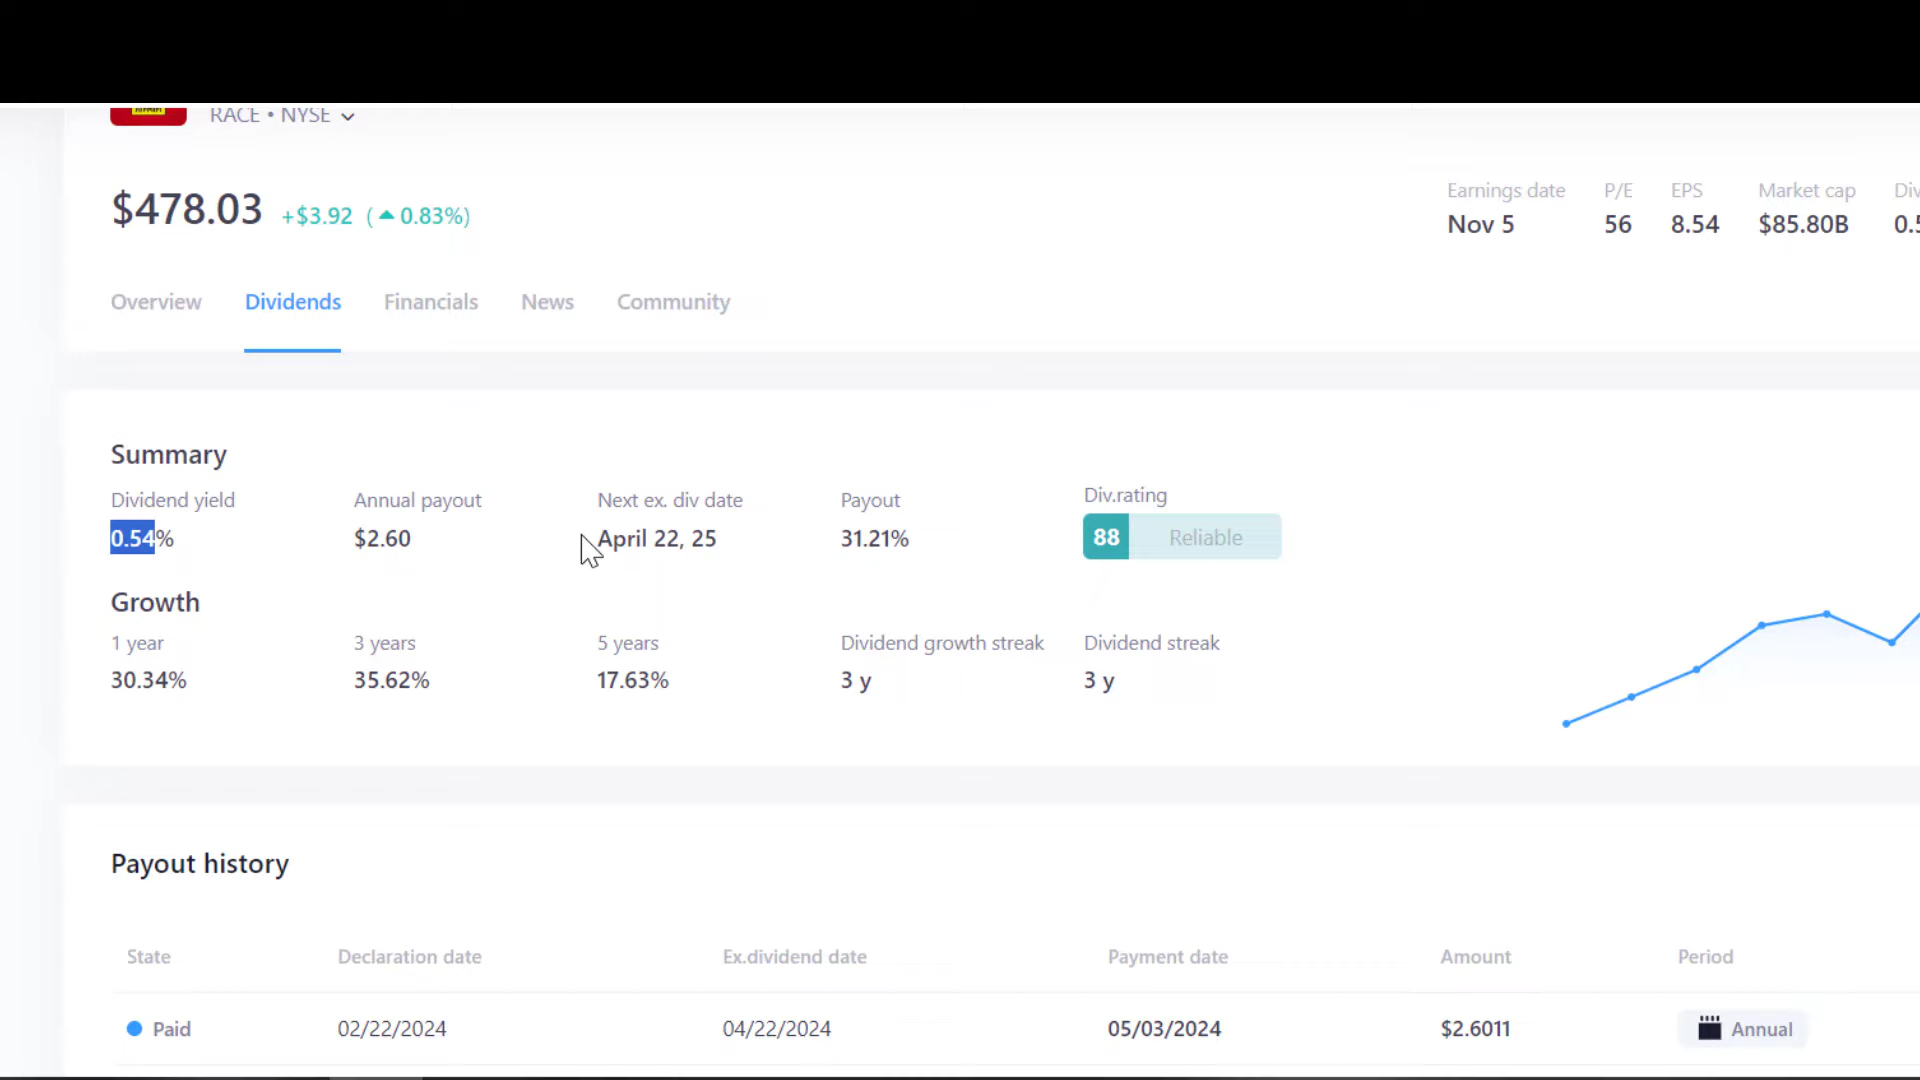 RACE • NYSE
$478.03 +$3.92 (▲0.83%)
Earnings date P/E EPS Market cap
Nov 5 56 8.54 $85.80B
Overview Dividends Financials News Community
Summary
Dividend yield Annual payout Next ex. div date Payout Div.rating
0.54% $2.60 April 22, 25 31.21% 88 Reliable
Growth
1 year 3 years 5 years Dividend growth streak Dividend streak
30.34% 35.62% 17.63% 3 y 3 y
Payout history
State Declaration date Ex.dividend date Payment date Amount Period
Paid 02/22/2024 04/22/2024 05/03/2024 $2.6011 Annual